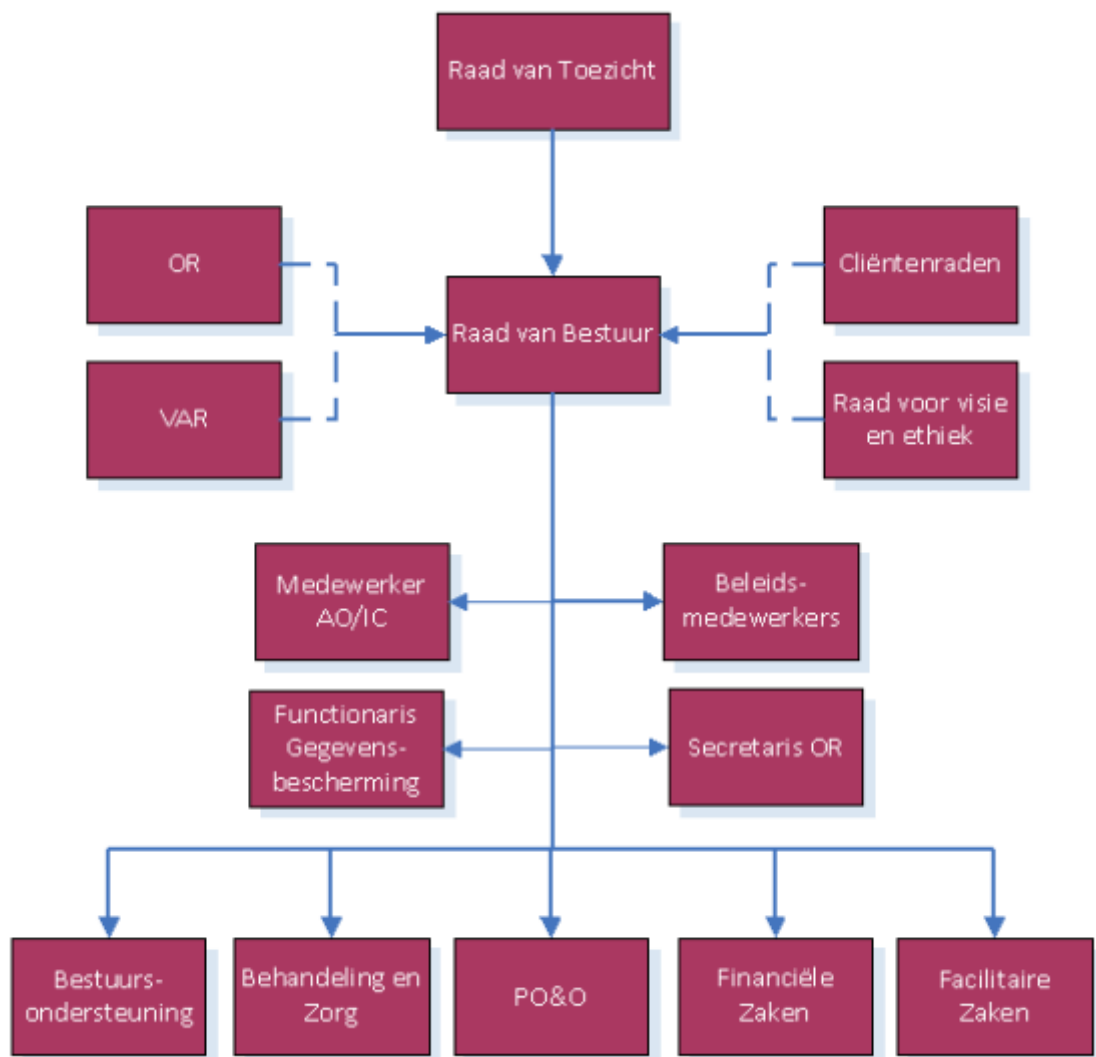 Raad van Toezicht
OR
Cliëntenraden
Raad van Bestuur
VAR
Raad voor visie
en ethiek
Medewerker
AO/IC
Beleids-
medewerkers
Functionaris
Gegevens-
bescherming
Secretaris OR
Bestuurs-
ondersteuning
Behandeling en
Zorg
PO&O
Financiële
Zaken
Facilitaire
Zaken